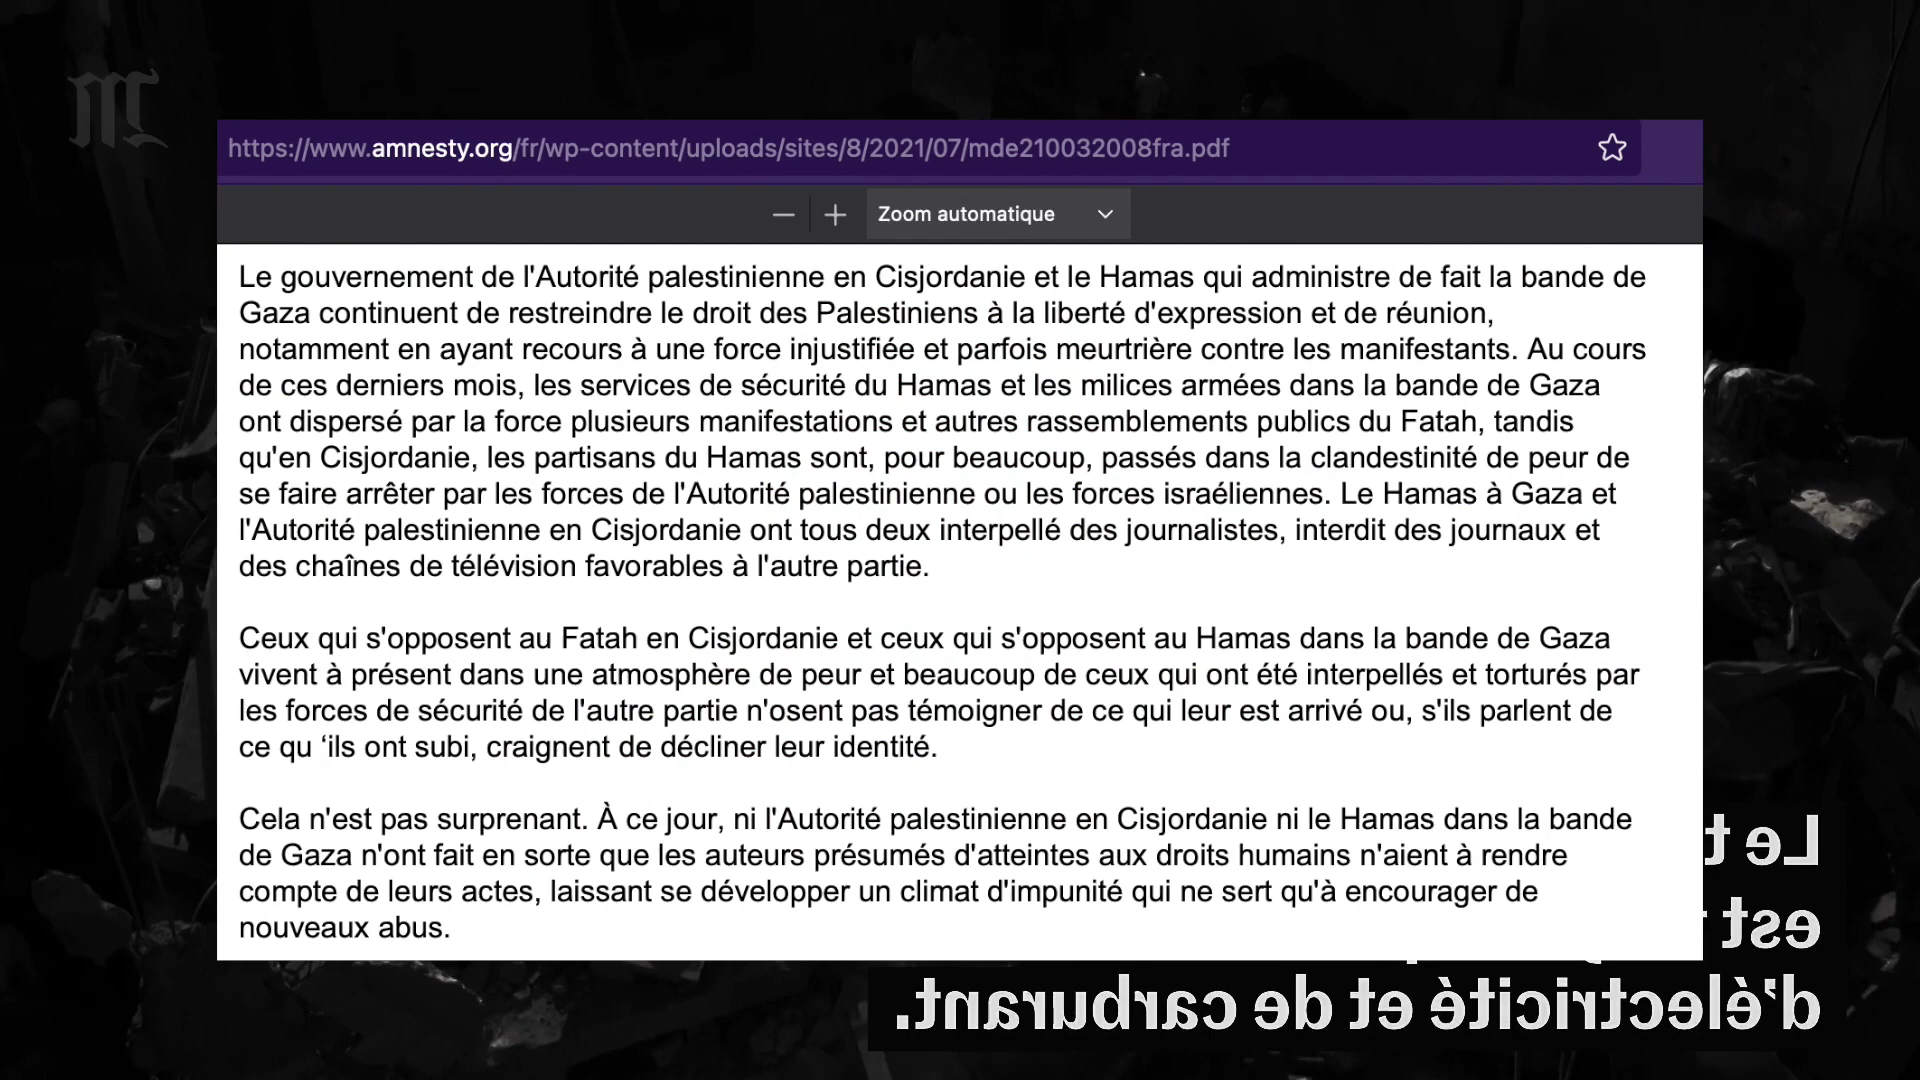 https://www.amnesty.org/fr/wp-content/uploads/sites/8/2021/07/mde210032008fra.pdf
Zoom automatique
Le gouvernement de l'Autorité palestinienne en Cisjordanie et le Hamas qui administre de fait la bande de
Gaza continuent de restreindre le droit des Palestiniens à la liberté d'expression et de réunion,
notamment en ayant recours à une force injustifiée et parfois meurtrière contre les manifestants. Au cours
de ces derniers mois, les services de sécurité du Hamas et les milices armées dans la bande de Gaza
ont dispersé par la force plusieurs manifestations et autres rassemblements publics du Fatah, tandis
qu'en Cisjordanie, les partisans du Hamas sont, pour beaucoup, passés dans la clandestinité de peur de
se faire arrêter par les forces de l'Autorité palestinienne ou les forces israéliennes. Le Hamas à Gaza et
l'Autorité palestinienne en Cisjordanie ont tous deux interpellé des journalistes, interdit des journaux et
des chaînes de télévision favorables à l'autre partie.
Ceux qui s'opposent au Fatah en Cisjordanie et ceux qui s'opposent au Hamas dans la bande de Gaza
vivent à présent dans une atmosphère de peur et beaucoup de ceux qui ont été interpellés et torturés par
les forces de sécurité de l'autre partie n'osent pas témoigner de ce qui leur est arrivé ou, s'ils parlent de
ce qu ‘ils ont subi, craignent de décliner leur identité.
Cela n'est pas surprenant. À ce jour, ni l'Autorité palestinienne en Cisjordanie ni le Hamas dans la bande
de Gaza n'ont fait en sorte que les auteurs présumés d'atteintes aux droits humains n'aient à rendre
compte de leurs actes, laissant se développer un climat d'impunité qui ne sert qu'à encourager de
nouveaux abus.
Le
est
d’électricité et de carburant.